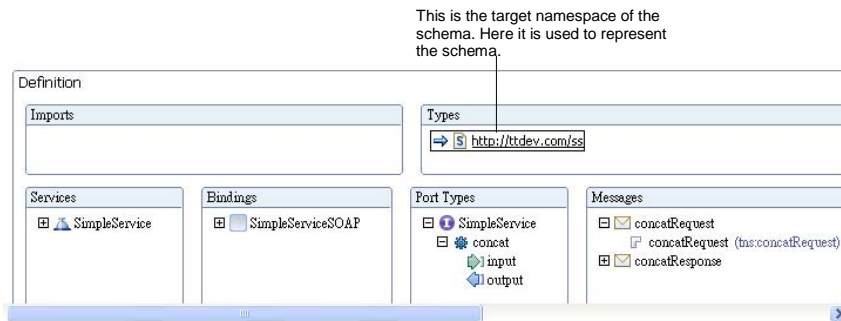 This is the target namespace of the
schema. Here it is used to represent
the schema.
Definition
Imports
Types
http://ttdev.com/ss
Services
SimpleService
Bindings
SimpleServiceSOAP
Port Types
SimpleService
concat
input
output
Messages
concatRequest
concatRequest (tns:concatRequest)
concatResponse